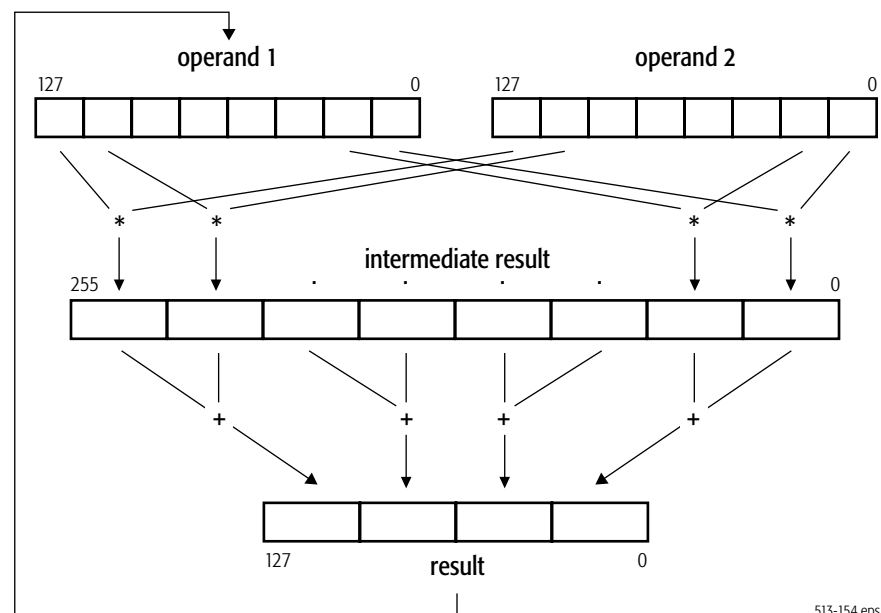 operand 1 operand 2
127 0 127 0
* * * *
intermediate result
255 . . . . 0
+ + + +
127 result 0
513-154.eps